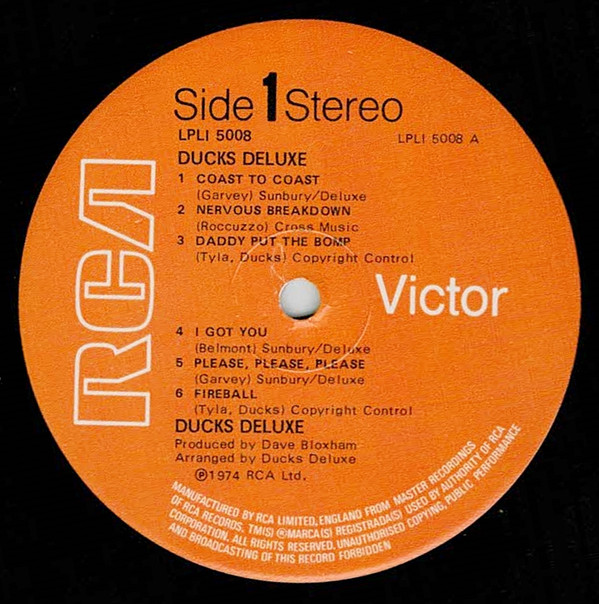 Side 1 Stereo
LPLI 5008
LPLI 5008 A
DUCKS DELUXE
1 COAST TO COAST
(Garvey) Sunbury/Deluxe
2 NERVOUS BREAKDOWN
(Roccuzzo) Cross Music
3 DADDY PUT THE BOMP
(Tyla, Ducks) Copyright Control
RCA
Victor
4 I GOT YOU
(Belmont) Sunbury/Deluxe
5 PLEASE, PLEASE, PLEASE
(Garvey) Sunbury/Deluxe
6 FIREBALL
(Tyla, Ducks) Copyright Control
DUCKS DELUXE
Produced by Dave Bloxham
Arranged by Ducks Deluxe
℗1974 RCA Ltd.
MANUFACTURED BY RCA LIMITED, ENGLAND FROM MASTER RECORDINGS
OF RCA RECORDS, TM(S) ®MARCA(S) REGISTRADA(S) USED BY AUTHORITY OF RCA
CORPORATION, ALL RIGHTS RESERVED, UNAUTHORISED COPYING, PUBLIC PERFORMANCE
AND BROADCASTING OF THIS RECORD FORBIDDEN